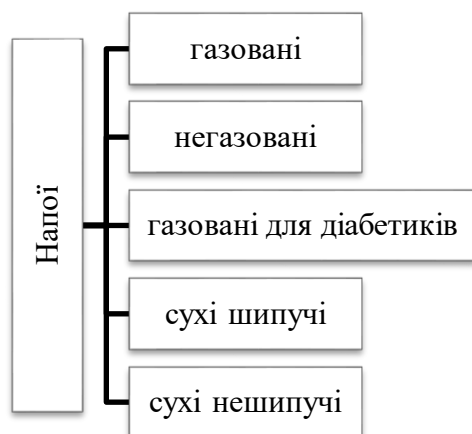 Напої
газовані
негазовані
газовані для діабетиків
сухі шипучі
сухі нешипучі